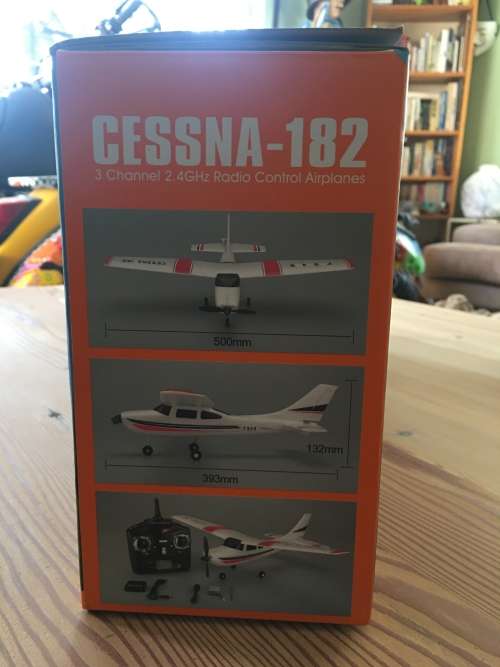 CESSNA-182
3 Channel 2.4GHz Radio Control Airplanes
500mm
132mm
393mm